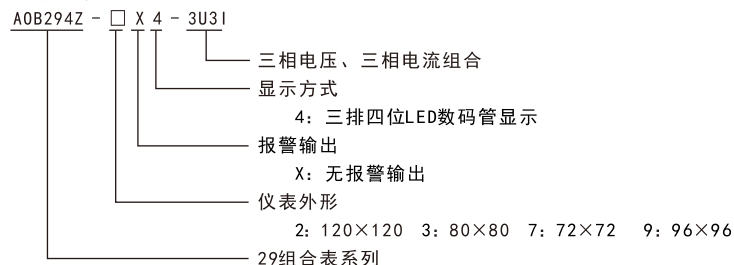 AOB294Z-□X4-3U3I
三相电压、三相电流组合
显示方式
4: 三排四位LED数码管显示
报警输出
X: 无报警输出
仪表外形
2: 120×120 3: 80×80 7: 72×72 9: 96×96
29组合表系列